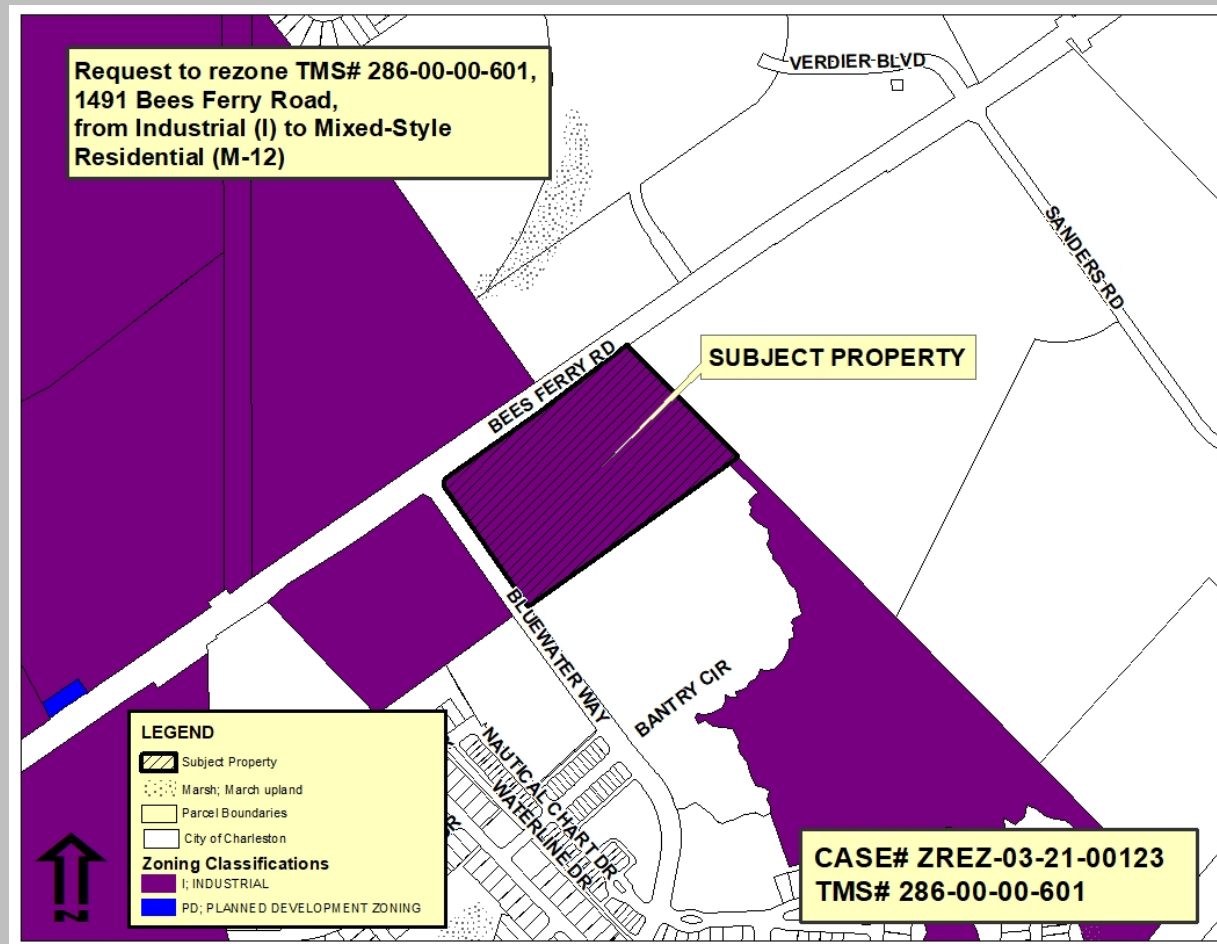 Request to rezone TMS# 286-00-00-601,
1491 Bees Ferry Road,
from Industrial (I) to Mixed-Style
Residential (M-12)
VERDIER BLVD
SANDERS RD
SUBJECT PROPERTY
BEES FERRY RD
BLUEWATER WAY
BANTRY CIR
NAUTICAL CHART DR
WATERLINE DR
LEGEND
Subject Property
Marsh; March upland
Parcel Boundaries
City of Charleston
Zoning Classifications
I; INDUSTRIAL
PD; PLANNED DEVELOPMENT ZONING
N
CASE# ZREZ-03-21-00123
TMS# 286-00-00-601